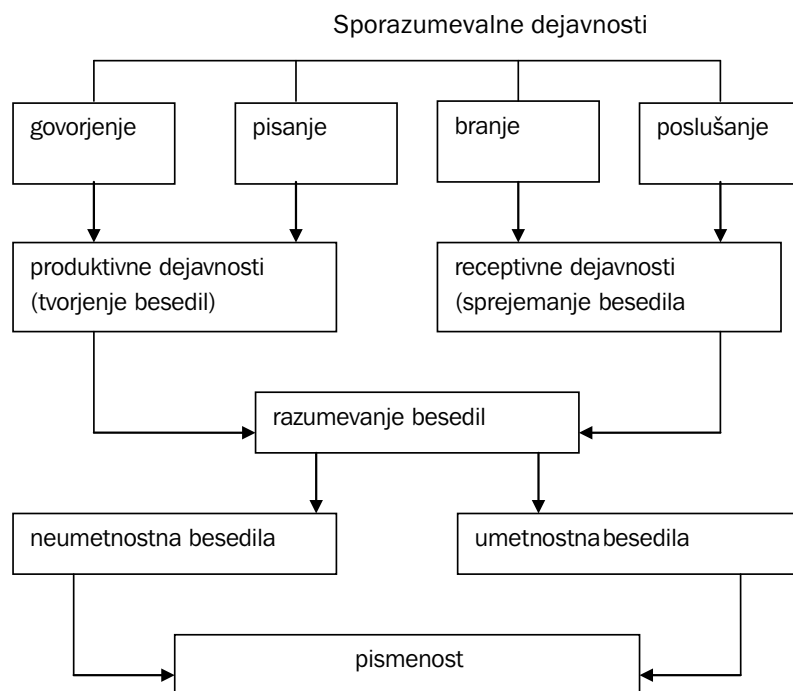 Sporazumevalne dejavnosti
govorjenje
pisanje
branje
poslušanje
produktivne dejavnosti
(tvorjenje besedil)
receptivne dejavnosti
(sprejemanje besedila
razumevanje besedil
neumetnostna besedila
umetnostna besedila
pismenost